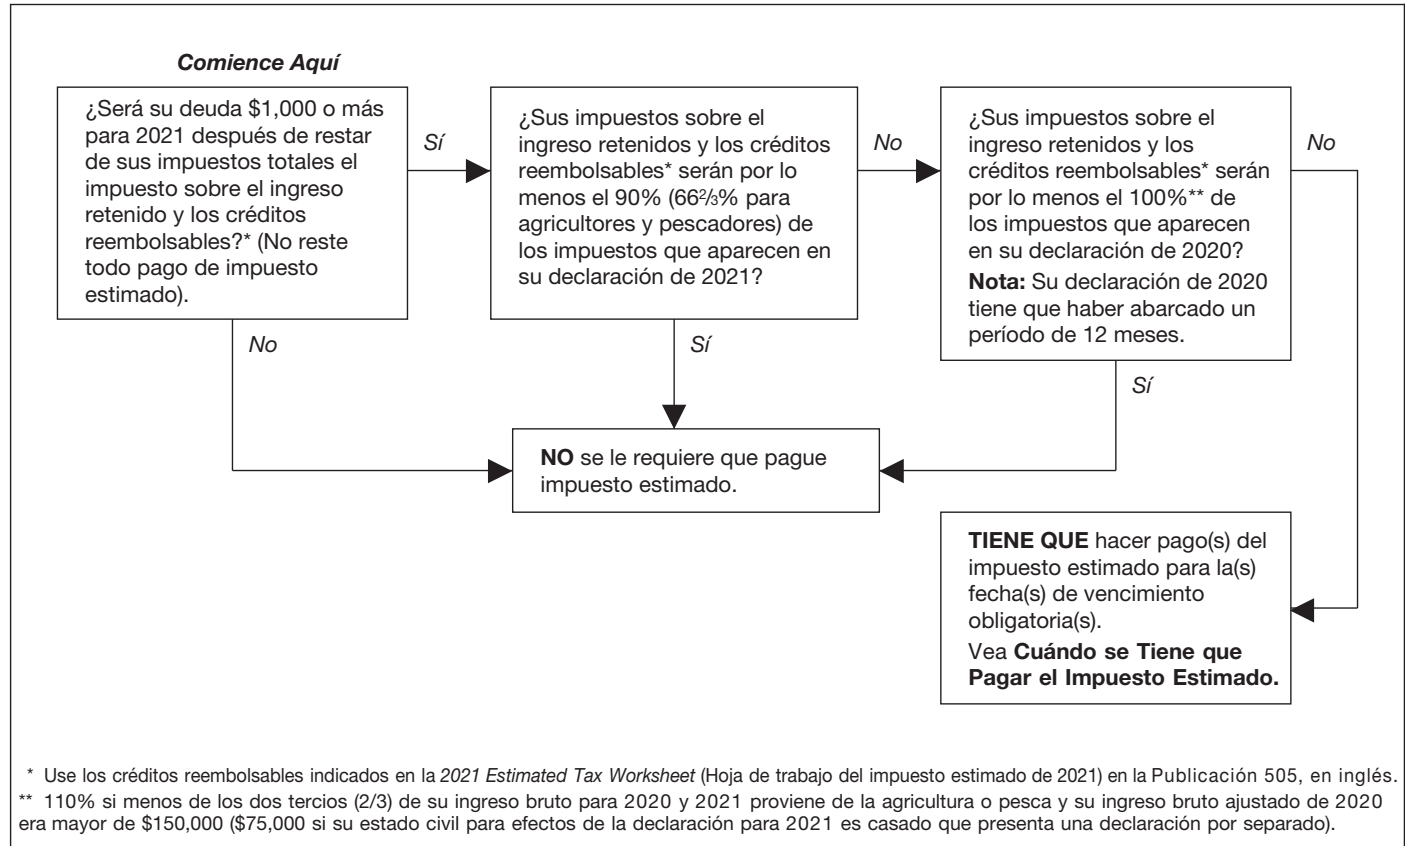 Comience Aquí
¿Será su deuda $1,000 o más
para 2021 después de restar
de sus impuestos totales el
impuesto sobre el ingreso
retenido y los créditos
reembolsables?* (No reste
todo pago de impuesto
estimado).
Sí
No
¿Sus impuestos sobre el
ingreso retenidos y los créditos
reembolsables* serán por lo
menos el 90% (66⅔% para
agricultores y pescadores) de
los impuestos que aparecen en
su declaración de 2021?
No
Sí
¿Sus impuestos sobre el
ingreso retenidos y los
créditos reembolsables* serán
por lo menos el 100%** de
los impuestos que aparecen
en su declaración de 2020?
Nota: Su declaración de 2020
tiene que haber abarcado un
período de 12 meses.
No
Sí
NO se le requiere que pague
impuesto estimado.
TIENE QUE hacer pago(s) del
impuesto estimado para la(s)
fecha(s) de vencimiento
obligatoria(s).
Vea Cuándo se Tiene que
Pagar el Impuesto Estimado.
* Use los créditos reembolsables indicados en la 2021 Estimated Tax Worksheet (Hoja de trabajo del impuesto estimado de 2021) en la Publicación 505, en inglés.
** 110% si menos de los dos tercios (2/3) de su ingreso bruto para 2020 y 2021 proviene de la agricultura o pesca y su ingreso bruto ajustado de 2020
era mayor de $150,000 ($75,000 si su estado civil para efectos de la declaración para 2021 es casado que presenta una declaración por separado).